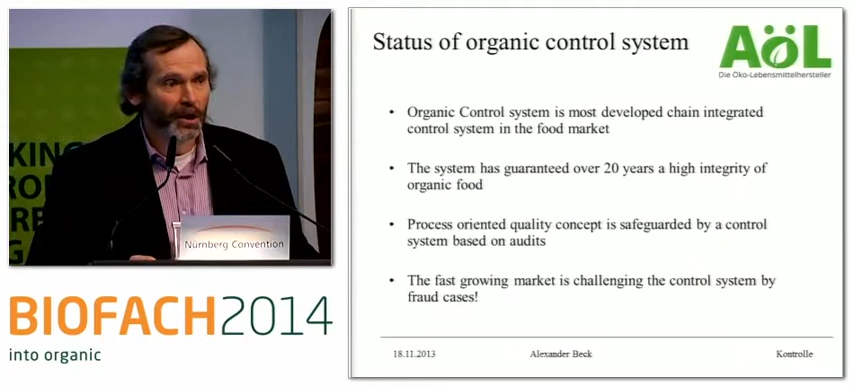 KIN
RO
RE
G
Nürnberg Convention
BIOFACH2014
into organic
Status of organic control system
AöL
Die Öko-Lebensmittelhersteller
• Organic Control system is most developed chain integrated
control system in the food market
• The system has guaranteed over 20 years a high integrity of
organic food
• Process oriented quality concept is safeguarded by a control
system based on audits
• The fast growing market is challenging the control system by
fraud cases!
18.11.2013 Alexander Beck Kontrolle